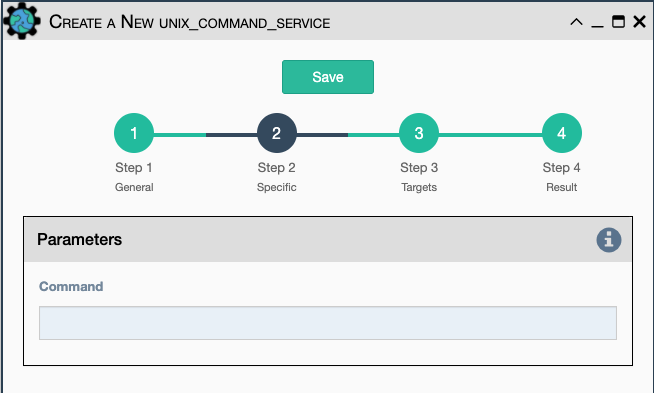 Create a New unix_command_service
Save
1 2 3 4
Step 1 Step 2 Step 3 Step 4
General Specific Targets Result
Parameters
Command